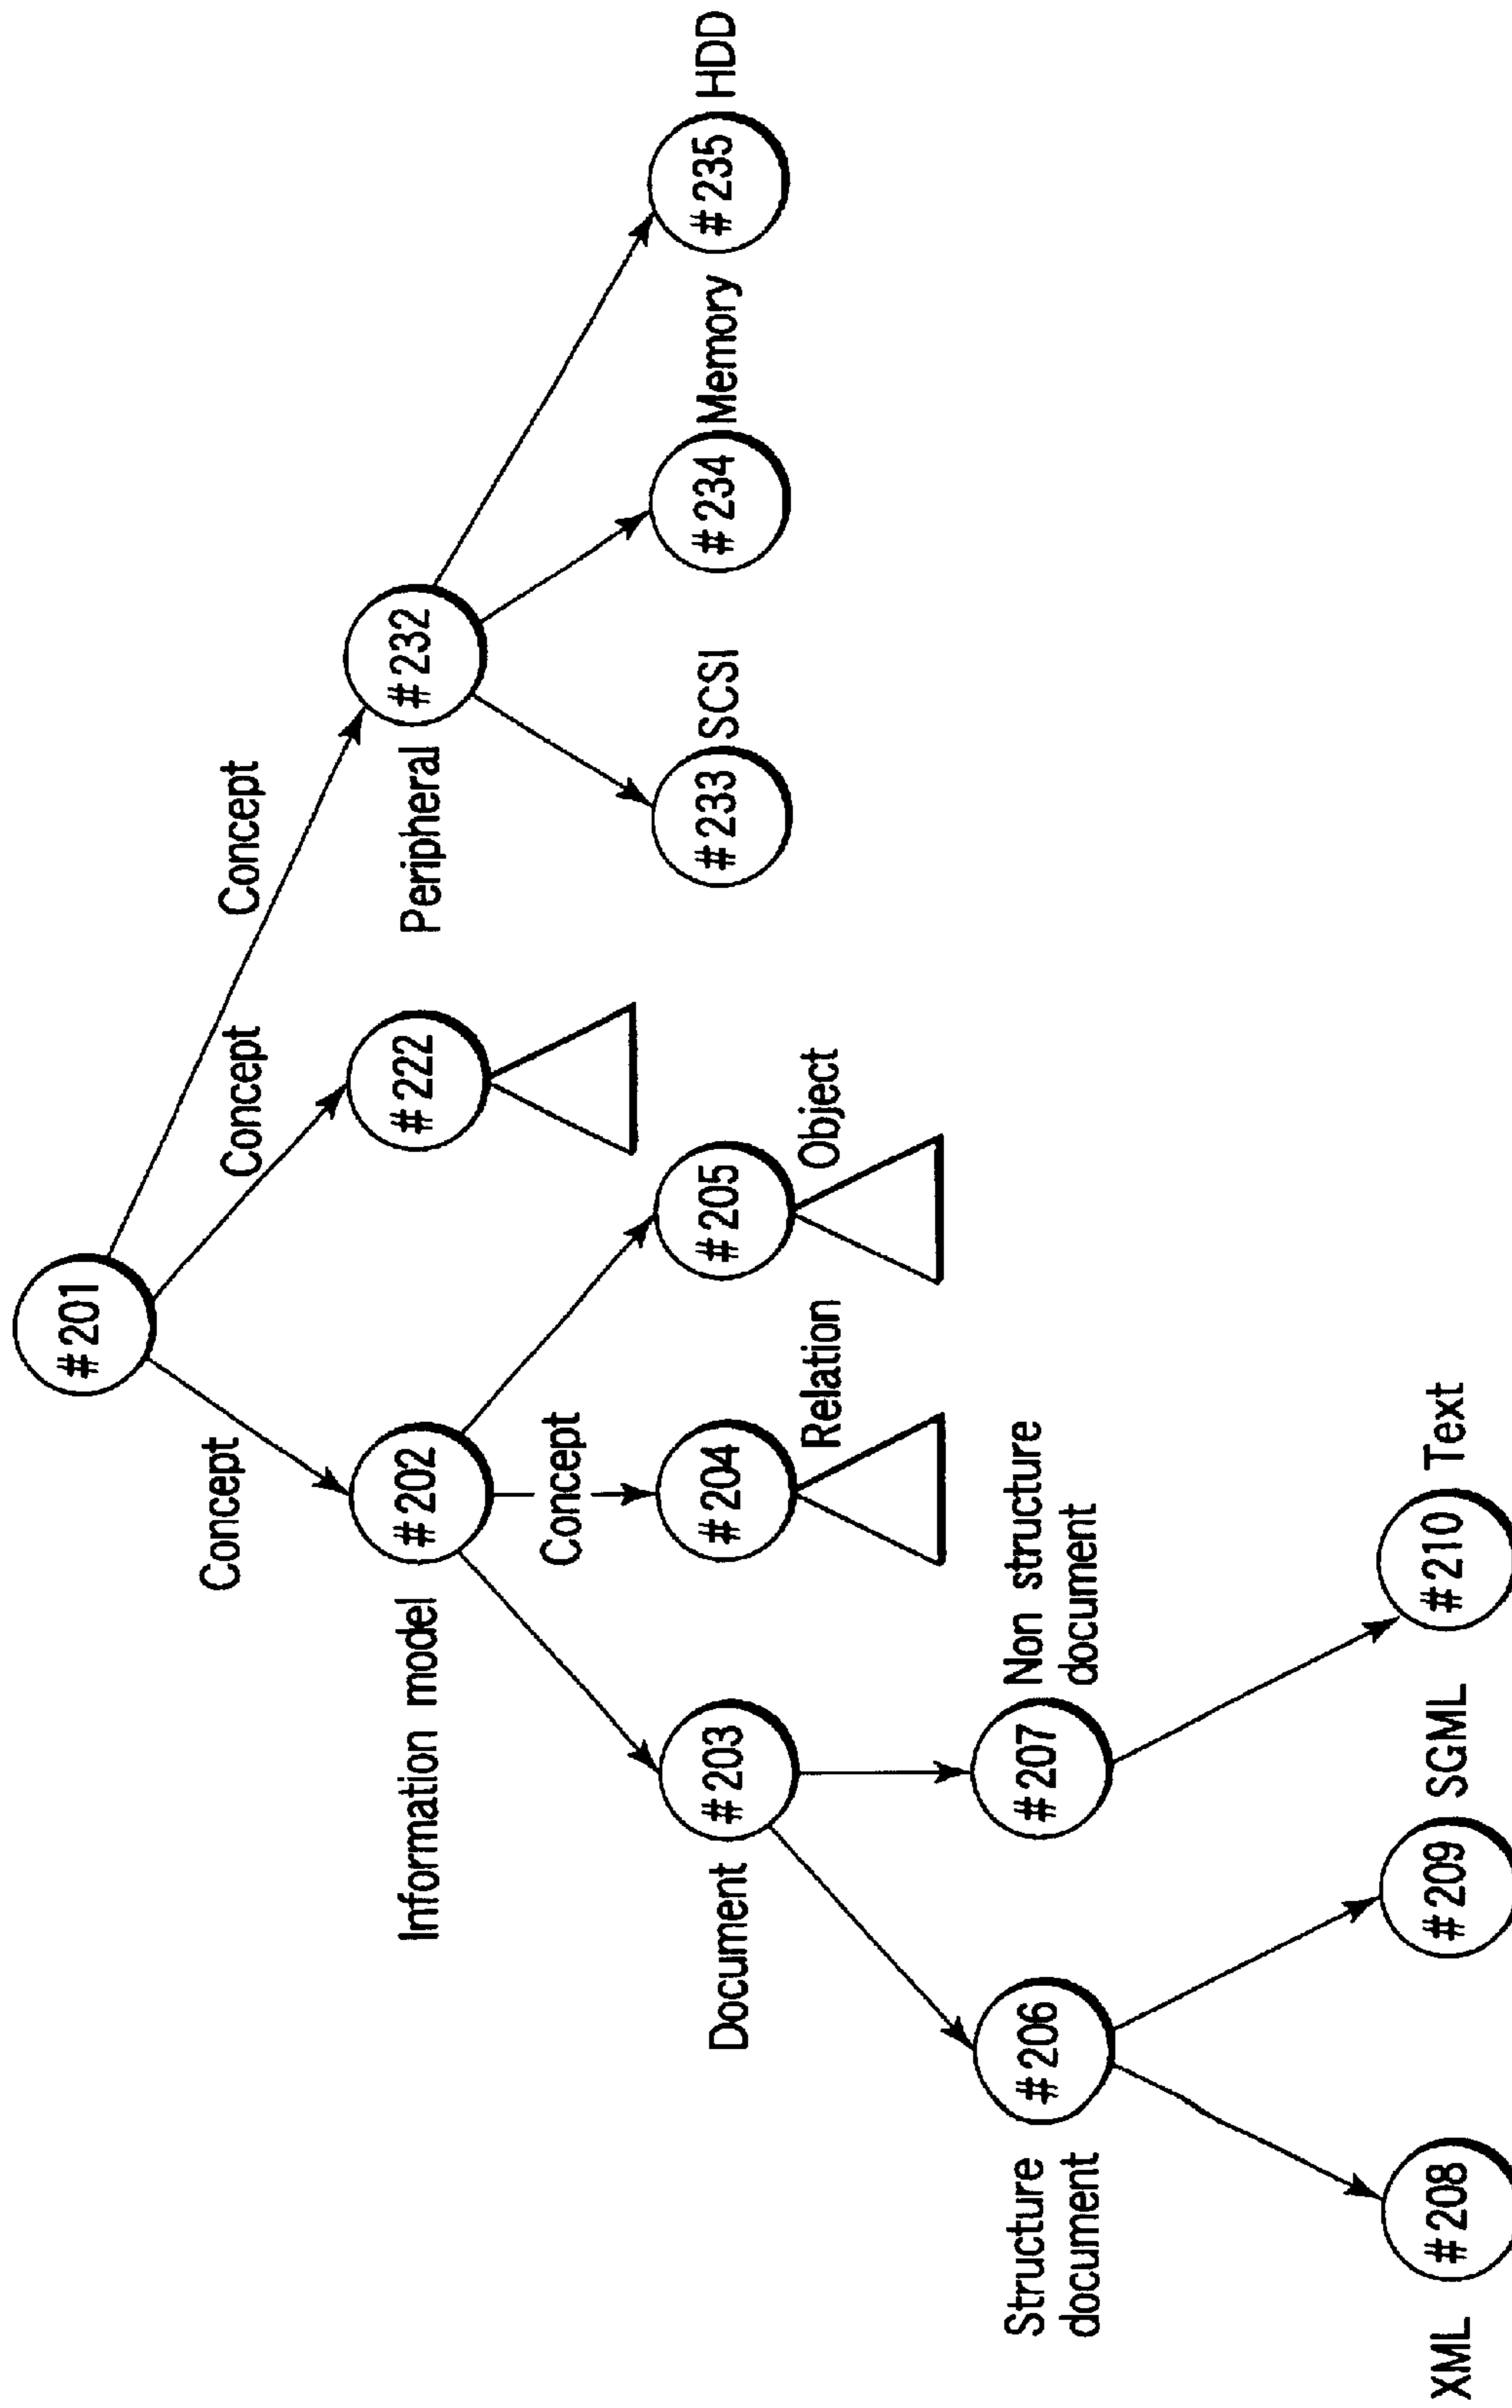 # 201
Concept
Concept
Concept
Information model
# 202
# 222
Peripheral
# 232
Concept
Document
# 203
# 204
# 205
# 233
SCSI
# 234
Memory
# 235
HDD
Relation
Object
Structure
document
# 206
# 207
Non structure
document
XML
# 208
# 209
SGML
# 210
Text